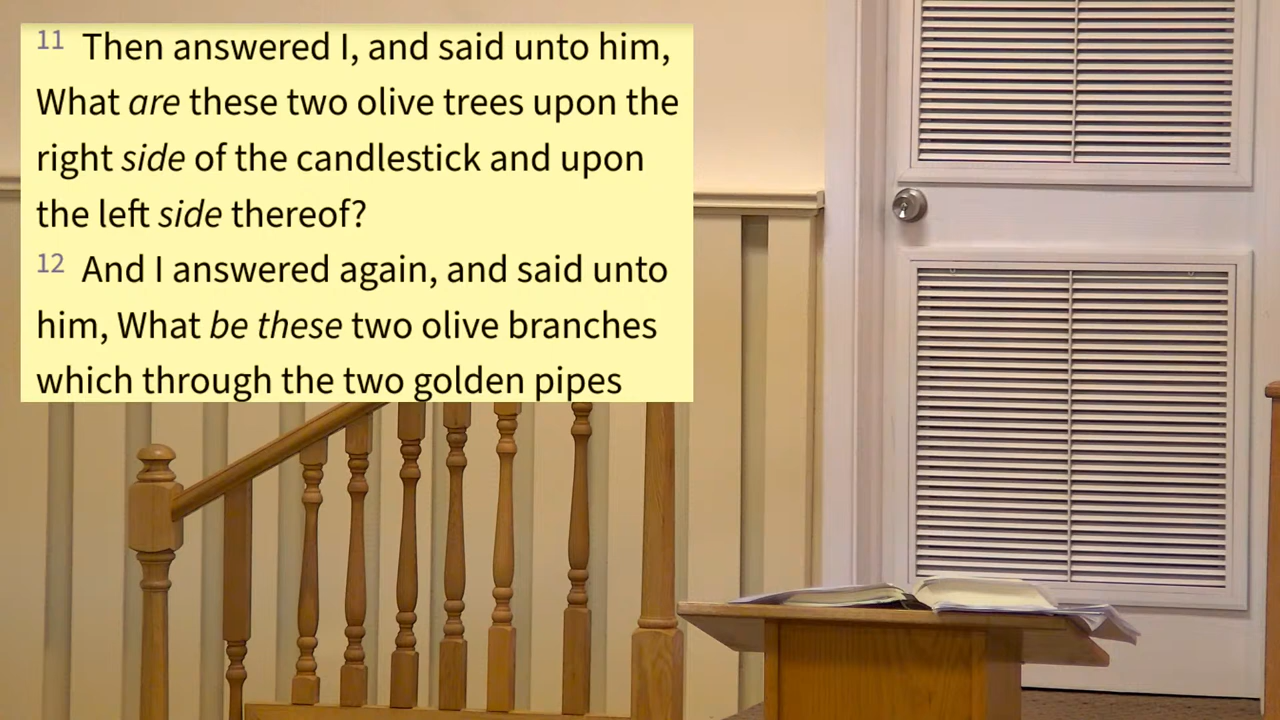 11 Then answered I, and said unto him,
What are these two olive trees upon the
right side of the candlestick and upon
the left side thereof?
12 And I answered again, and said unto
him, What be these two olive branches
which through the two golden pipes